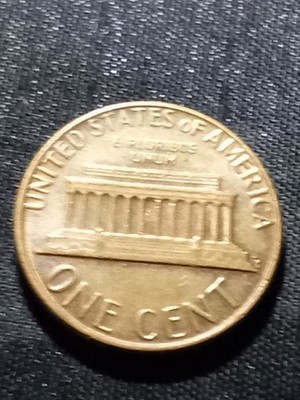 UNITED STATES OF AMERICA
E·PLURIBUS
UNUM
ONE CENT